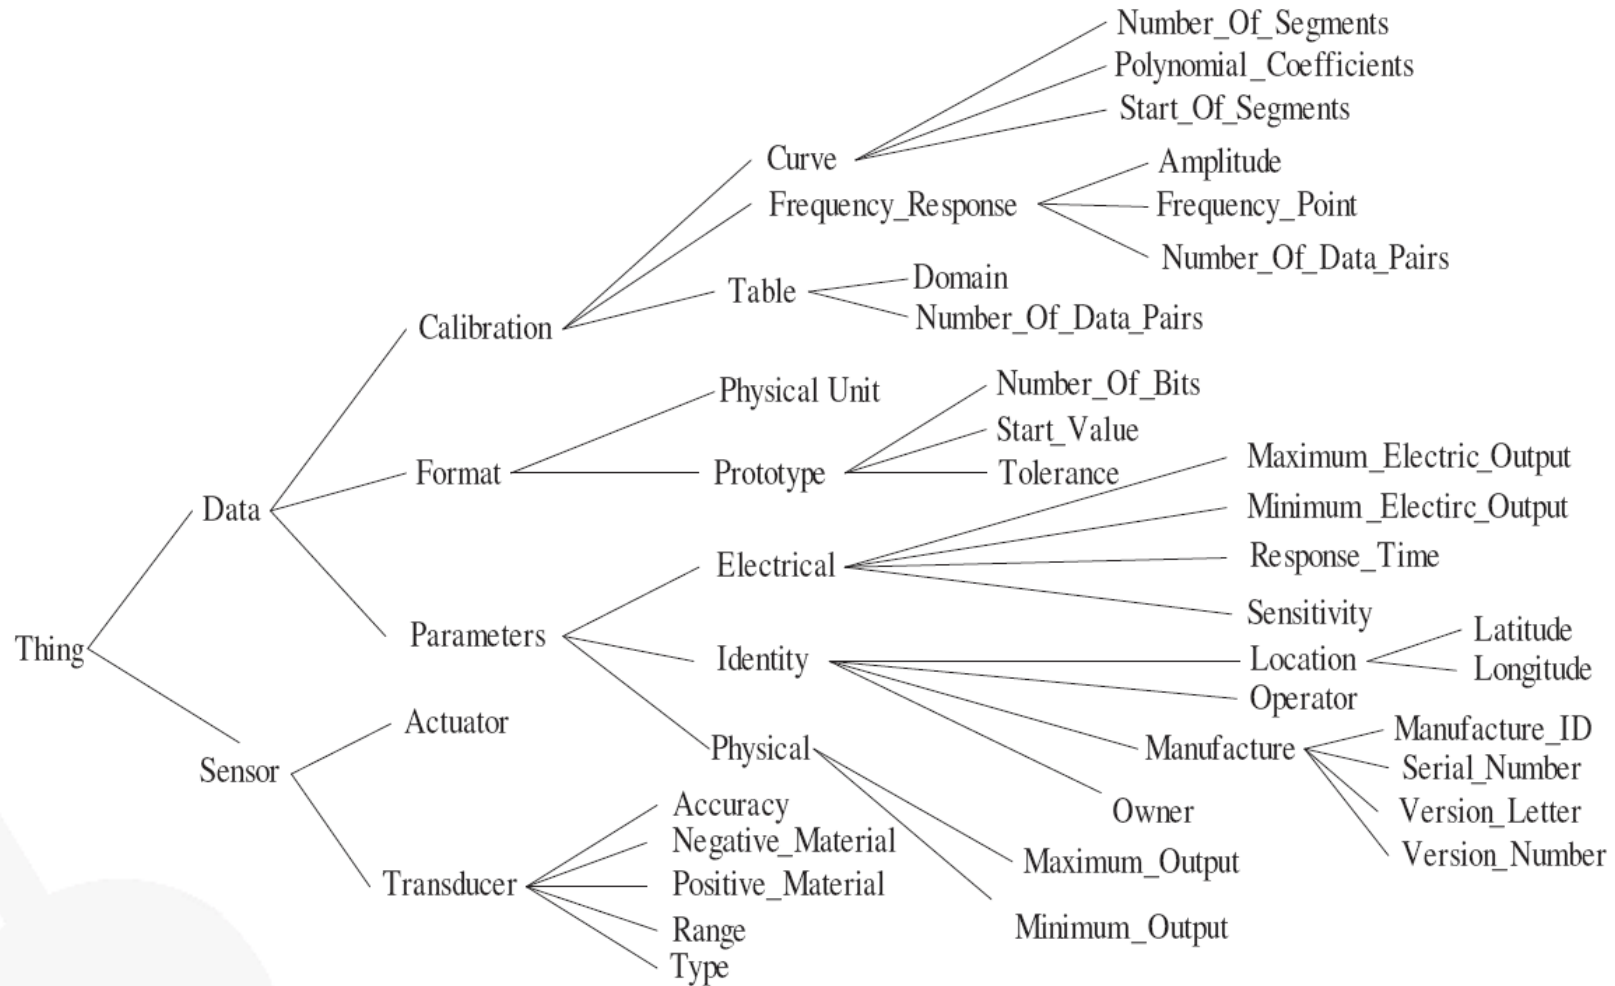 Number_Of_Segments
Polynomial_Coefficients
Start_Of_Segments
Curve
Amplitude
Frequency_Response
Frequency_Point
Number_Of_Data_Pairs
Table
Domain
Number_Of_Data_Pairs
Calibration
Physical Unit
Number_Of_Bits
Start_Value
Format
Prototype
Tolerance
Maximum_Electric_Output
Data
Minimum_Electirc_Output
Electrical
Response_Time
Sensitivity
Thing
Parameters
Identity
Location
Latitude
Longitude
Operator
Actuator
Physical
Manufacture
Manufacture_ID
Sensor
Serial_Number
Accuracy
Owner
Version_Letter
Negative_Material
Version_Number
Maximum_Output
Transducer
Positive_Material
Range
Minimum_Output
Type